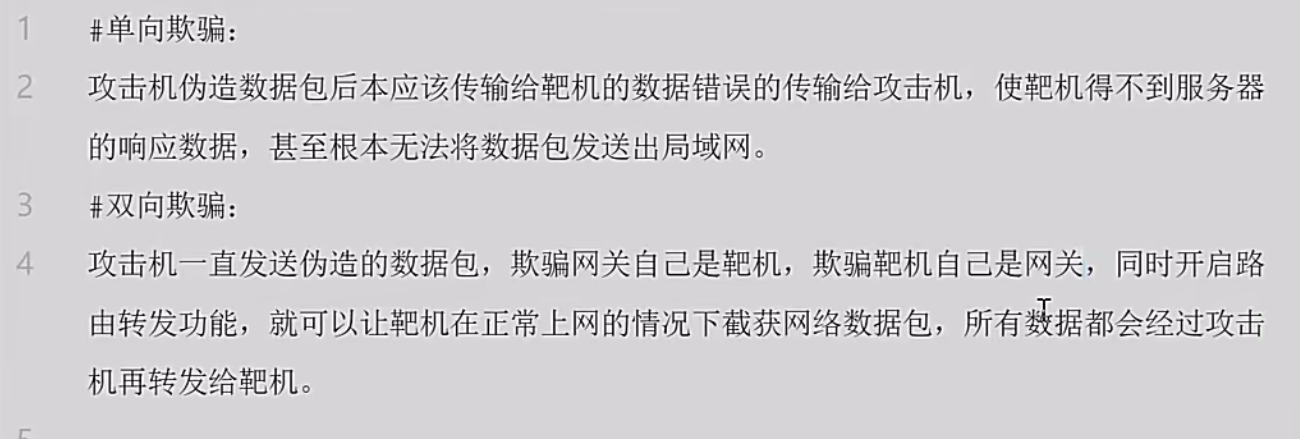 1 #单向欺骗：
2 攻击机伪造数据包后本应该传输给靶机的数据错误的传输给攻击机，使靶机得不到服务器
的响应数据，甚至根本无法将数据包发送出局域网。
3 #双向欺骗：
4 攻击机一直发送伪造的数据包，欺骗网关自己是靶机，欺骗靶机自己是网关，同时开启路
由转发功能，就可以让靶机在正常上网的情况下截获网络数据包，所有数据都会经过攻击
机再转发给靶机。
5